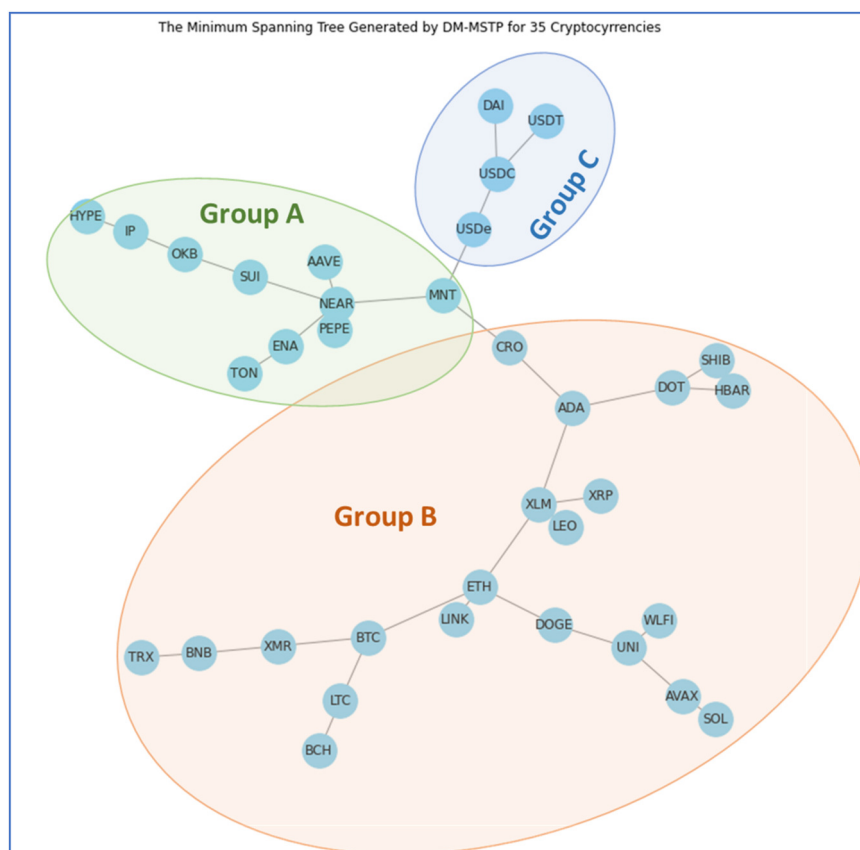 The Minimum Spanning Tree Generated by DM-MSTP for 35 Cryptocyrrencies
DAI
USDT
USDC
Group C
USDe
Group A
HYPE
IP
OKB
SUI
AAVE
NEAR
MNT
PEPE
ENA
TON
CRO
SHIB
DOT
HBAR
ADA
Group B
XLM
XRP
LEO
ETH
LINK
DOGE
WLFI
UNI
BTC
XMR
BNB
TRX
LTC
AVAX
SOL
BCH